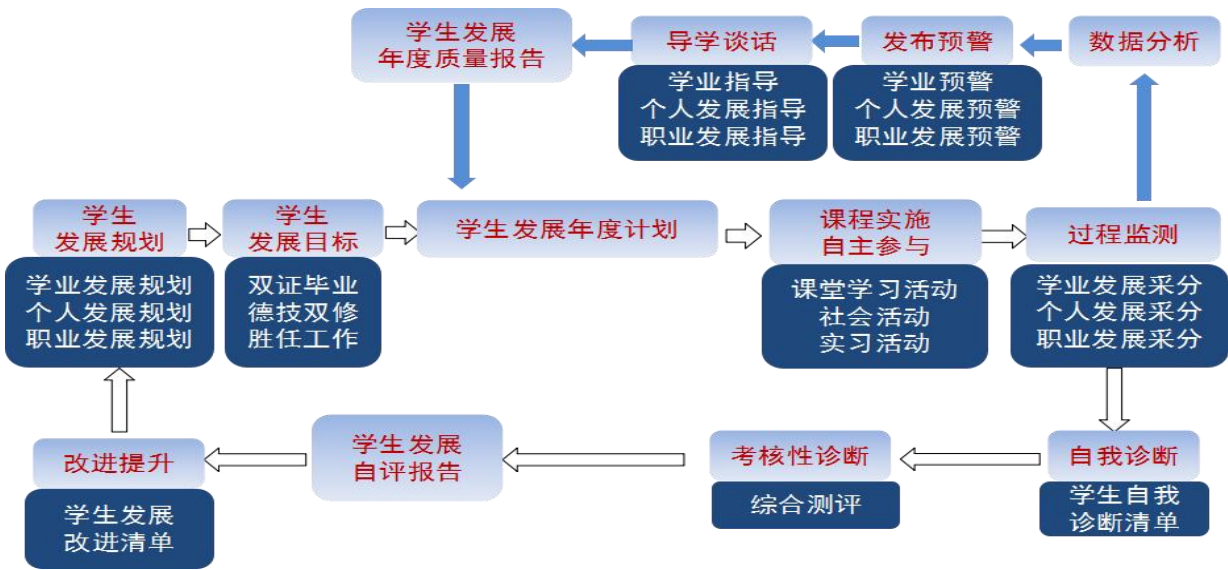 学生发展
年度质量报告
导学谈话
学业指导
个人发展指导
职业发展指导
发布预警
学业预警
个人发展预警
职业发展预警
数据分析
学生
发展规划
学业发展规划
个人发展规划
职业发展规划
学生
发展目标
双证毕业
德技双修
胜任工作
学生发展年度计划
课程实施
自主参与
课堂学习活动
社会活动
实习活动
过程监测
学业发展采分
个人发展采分
职业发展采分
改进提升
学生发展
改进清单
学生发展
自评报告
考核性诊断
综合测评
自我诊断
学生自我
诊断清单